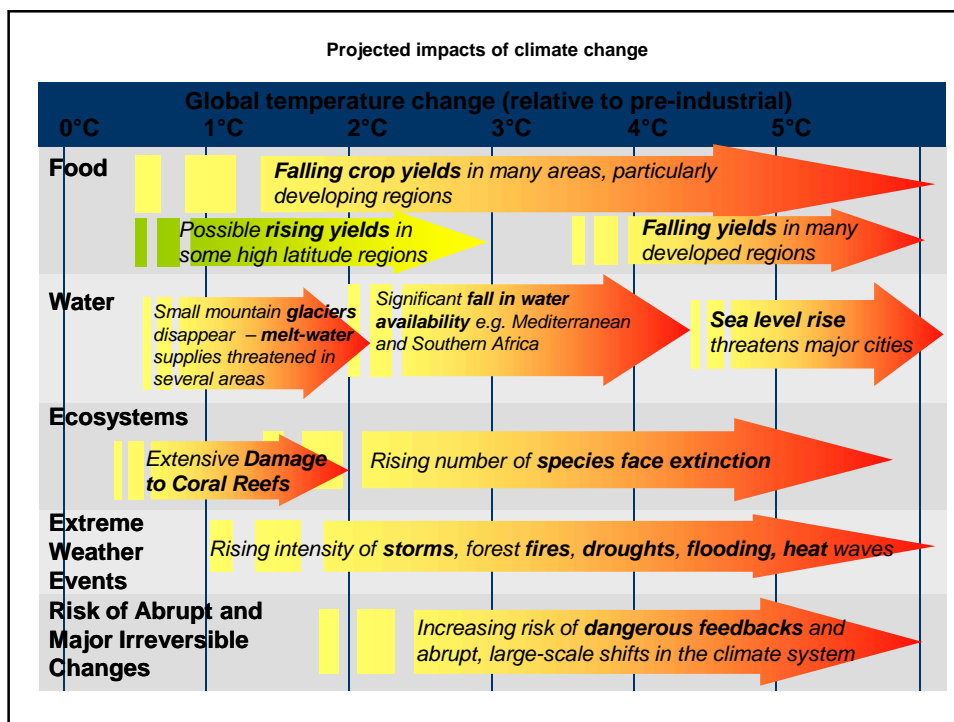 Projected impacts of climate change
Global temperature change (relative to pre-industrial)
0°C 1°C 2°C 3°C 4°C 5°C
Food
Falling crop yields in many areas, particularly
developing regions
Possible rising yields in
some high latitude regions
Falling yields in many
developed regions
Water
Small mountain glaciers
disappear – melt-water
supplies threatened in
several areas
Significant fall in water
availability e.g. Mediterranean
and Southern Africa
Sea level rise
threatens major cities
Ecosystems
Extensive Damage
to Coral Reefs
Rising number of species face extinction
Extreme
Weather
Events
Rising intensity of storms, forest fires, droughts, flooding, heat waves
Risk of Abrupt and
Major Irreversible
Changes
Increasing risk of dangerous feedbacks and
abrupt, large-scale shifts in the climate system